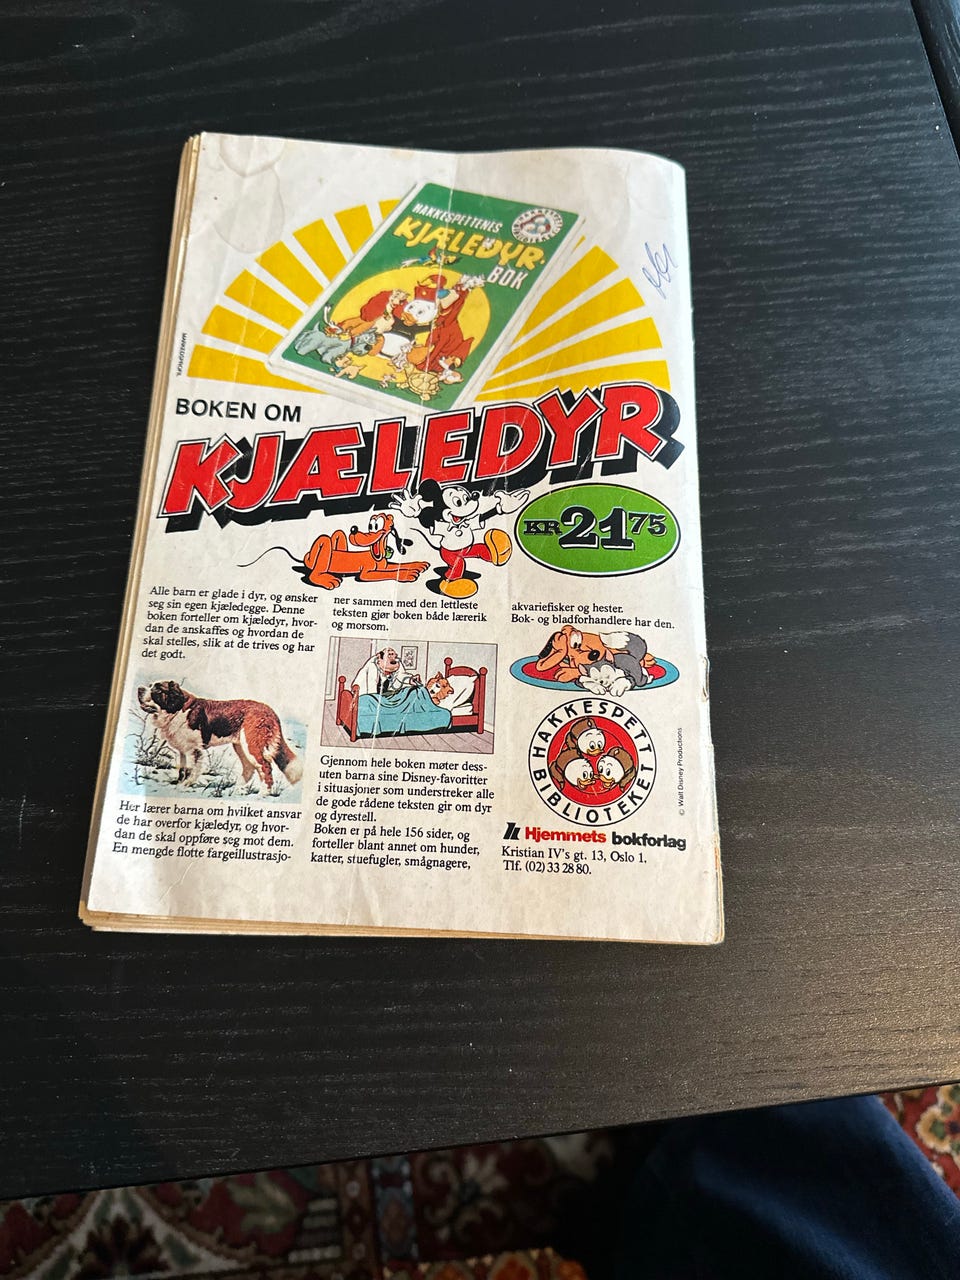 HAKKESPETTENES
KJÆLEDYR
BOK
MARKEDSPROFIL
BOKEN OM
KJÆLEDYR
KR. 21 75
Alle barn er glade i dyr, og ønsker
seg sin egen kjæledegge. Denne
boken forteller om kjæledyr, hvor-
dan de anskaffes og hvordan de
skal stelles, slik at de trives og har
det godt.
Her lærer barna om hvilket ansvar
de har overfor kjæledyr, og hvor-
dan de skal oppføre seg mot dem.
En mengde flotte fargeillustrasjo-
ner sammen med den lettleste
teksten gjør boken både lærerik
og morsom.
Gjennom hele boken møter dess-
uten barna sine Disney-favoritter
i situasjoner som understreker alle
de gode rådene teksten gir om dyr
og dyrestell.
Boken er på hele 156 sider, og
forteller blant annet om hunder,
katter, stuefugler, smågnagere,
akvariefisker og hester.
Bok- og bladforhandlere har den.
HAKKESPETT
BIBLIOTEKET
© Walt Disney Productions
Hjemmets bokforlag
Kristian IV's gt. 13, Oslo 1,
Tlf. (02) 33 28 80.